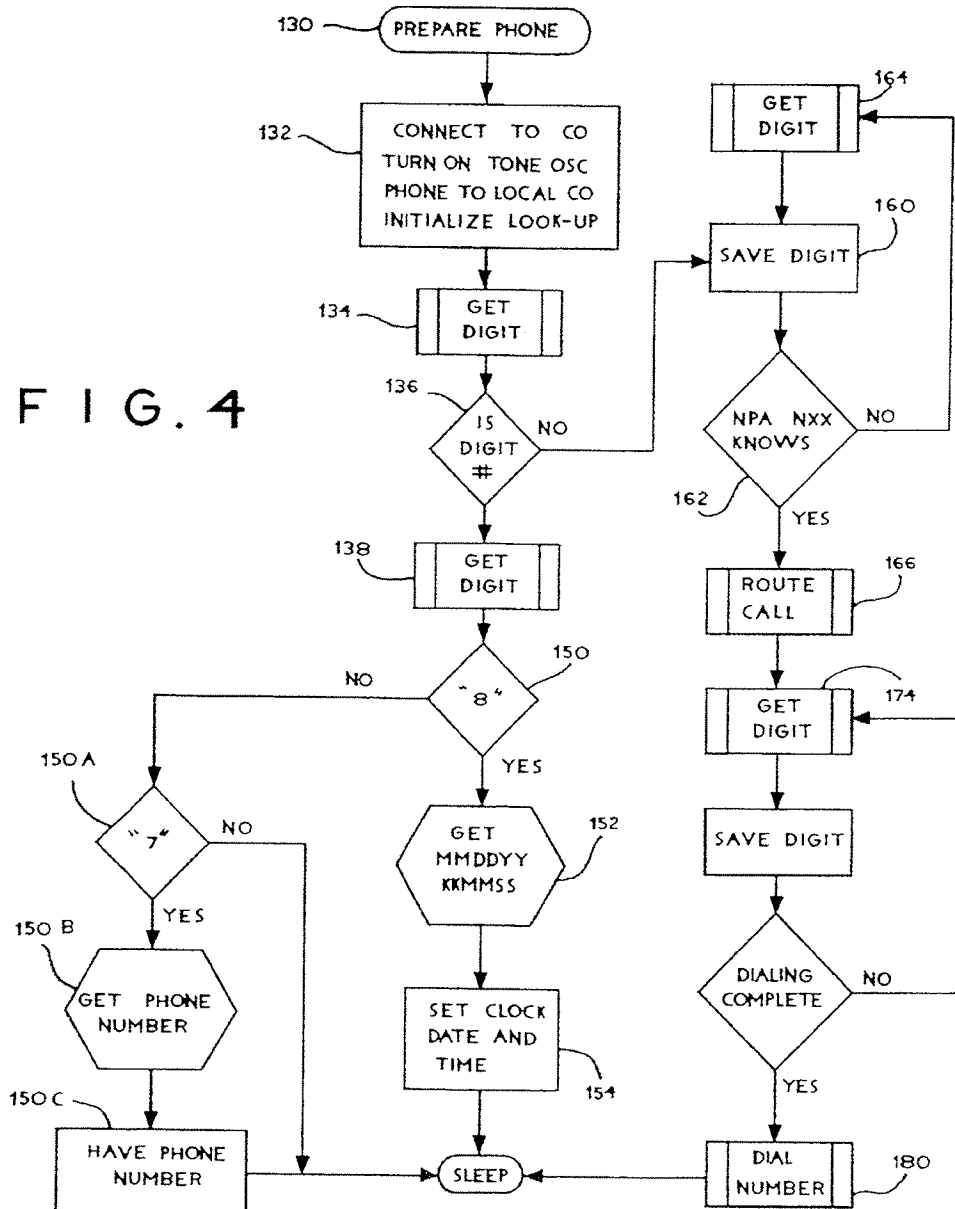 130
PREPARE PHONE
132
CONNECT TO CO
TURN ON TONE OSC
PHONE TO LOCAL CO
INITIALIZE LOOK-UP
134
GET
DIGIT
136
IS
DIGIT
#
NO
138
GET
DIGIT
150
"8"
NO
YES
150A
"7"
NO
YES
150B
GET PHONE
NUMBER
150C
HAVE PHONE
NUMBER
152
GET
MMDDYY
KKMMSS
SET CLOCK
DATE AND
TIME
154
SLEEP
164
GET
DIGIT
160
SAVE DIGIT
NPA NXX
KNOWS
NO
162
YES
ROUTE
CALL
166
GET
DIGIT
174
SAVE DIGIT
DIALING
COMPLETE
NO
YES
DIAL
NUMBER
180
FIG. 4